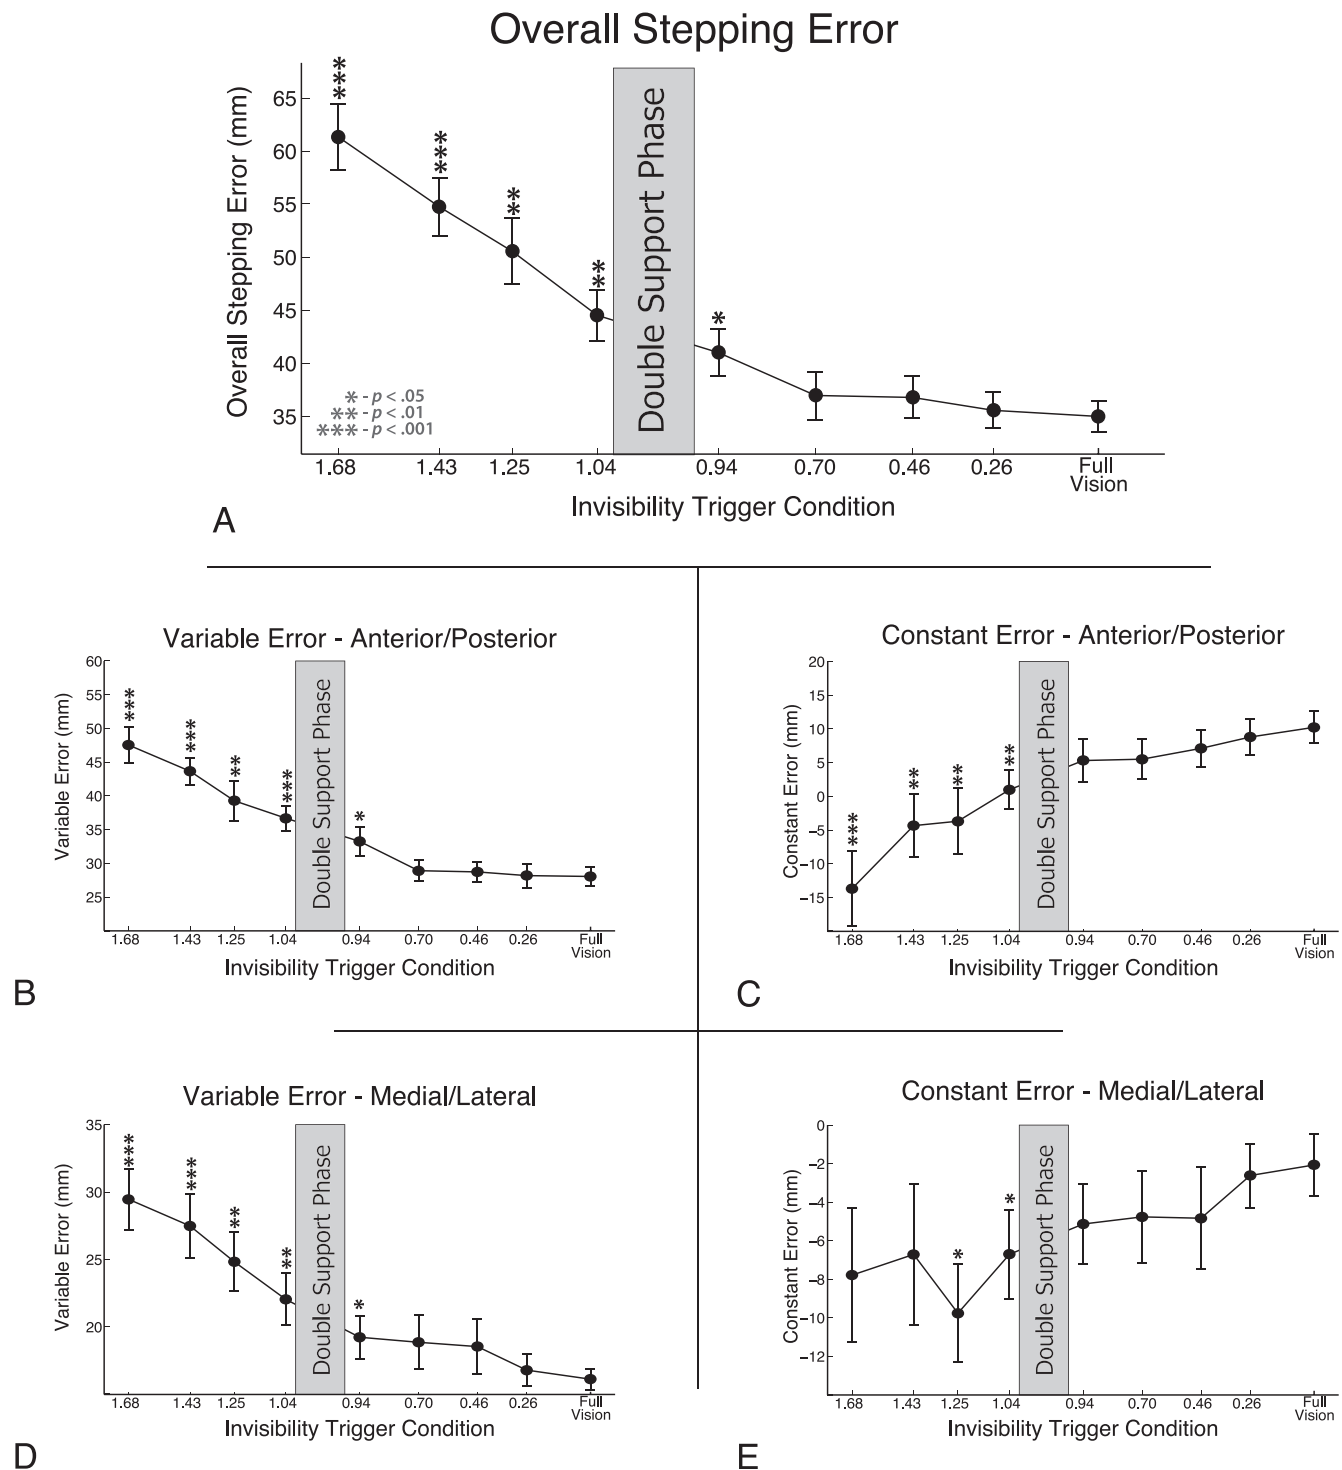 Overall Stepping Error
Overall Stepping Error (mm)
65
60
55
50
45
40
35
***
***
**
**
*
Double Support Phase
* - p < .05
** - p < .01
*** - p < .001
1.68 1.43 1.25 1.04 0.94 0.70 0.46 0.26 Full
Vision
Invisibility Trigger Condition
A
Variable Error - Anterior/Posterior
Variable Error (mm)
60
55
50
45
40
35
30
25
***
***
**
***
*
Double Support Phase
1.68 1.43 1.25 1.04 0.94 0.70 0.46 0.26 Full
Vision
Invisibility Trigger Condition
B
Constant Error - Anterior/Posterior
Constant Error (mm)
20
15
10
5
0
−5
−10
−15
***
**
**
**
Double Support Phase
1.68 1.43 1.25 1.04 0.94 0.70 0.46 0.26 Full
Vision
Invisibility Trigger Condition
C
Variable Error - Medial/Lateral
Variable Error (mm)
35
30
25
20
***
***
**
**
*
Double Support Phase
1.68 1.43 1.25 1.04 0.94 0.70 0.46 0.26 Full
Vision
Invisibility Trigger Condition
D
Constant Error - Medial/Lateral
Constant Error (mm)
0
−2
−4
−6
−8
−10
−12
*
*
Double Support Phase
1.68 1.43 1.25 1.04 0.94 0.70 0.46 0.26 Full
Vision
Invisibility Trigger Condition
E